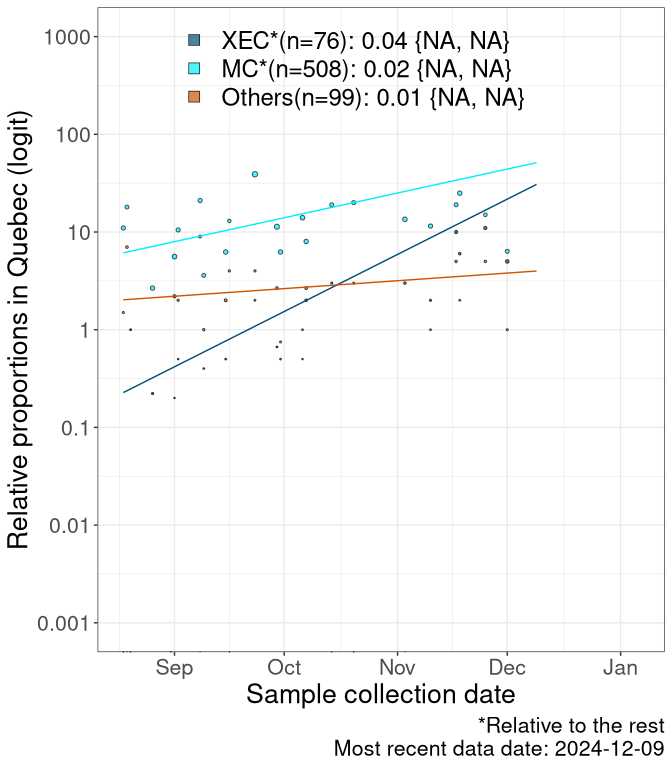 XEC*(n=76): 0.04 {NA, NA}
MC*(n=508): 0.02 {NA, NA}
Others(n=99): 0.01 {NA, NA}
Relative proportions in Quebec (logit)
1000
100
10
1
0.1
0.01
0.001
Sep Oct Nov Dec Jan
Sample collection date
*Relative to the rest
Most recent data date: 2024-12-09